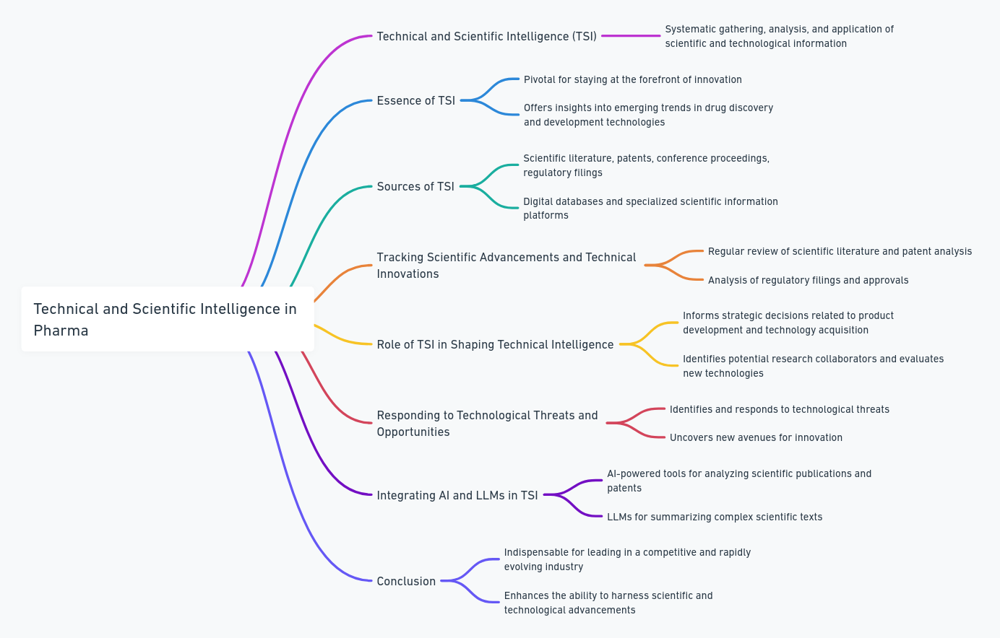 Technical and Scientific Intelligence in
Pharma
Technical and Scientific Intelligence (TSI)
Systematic gathering, analysis, and application of
scientific and technological information
Essence of TSI
Pivotal for staying at the forefront of innovation
Offers insights into emerging trends in drug discovery
and development technologies
Sources of TSI
Scientific literature, patents, conference proceedings,
regulatory filings
Digital databases and specialized scientific information
platforms
Tracking Scientific Advancements and Technical
Innovations
Regular review of scientific literature and patent analysis
Analysis of regulatory filings and approvals
Role of TSI in Shaping Technical Intelligence
Informs strategic decisions related to product
development and technology acquisition
Identifies potential research collaborators and evaluates
new technologies
Responding to Technological Threats and
Opportunities
Identifies and responds to technological threats
Uncovers new avenues for innovation
Integrating AI and LLMs in TSI
AI-powered tools for analyzing scientific publications and
patents
LLMs for summarizing complex scientific texts
Conclusion
Indispensable for leading in a competitive and rapidly
evolving industry
Enhances the ability to harness scientific and
technological advancements